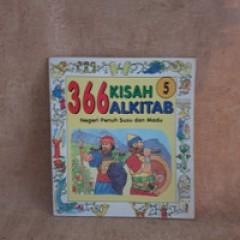 366 KISAH 5
ALKITAB
Negeri Penuh Susu dan Madu